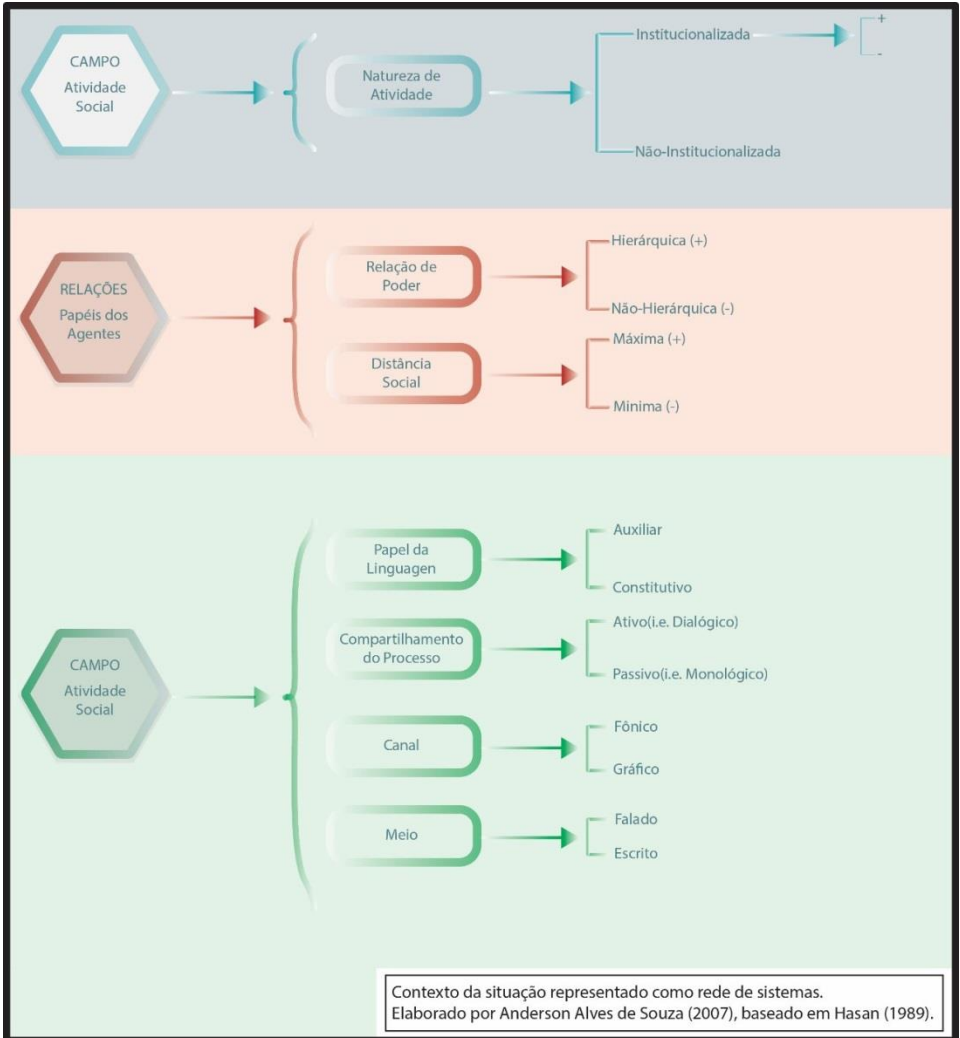 CAMPO
Atividade
Social
Natureza de
Atividade
Institucionalizada
+
-
Não-Institucionalizada
RELAÇÕES
Papéis dos
Agentes
Relação de
Poder
Hierárquica (+)
Não-Hierárquica (-)
Distância
Social
Máxima (+)
Minima (-)
CAMPO
Atividade
Social
Papel da
Linguagen
Auxiliar
Constitutivo
Compartilhamento
do Processo
Ativo(i.e. Dialógico)
Passivo(i.e. Monológico)
Canal
Fônico
Gráfico
Meio
Falado
Escrito
Contexto da situação representado como rede de sistemas.
Elaborado por Anderson Alves de Souza (2007), baseado em Hasan (1989).